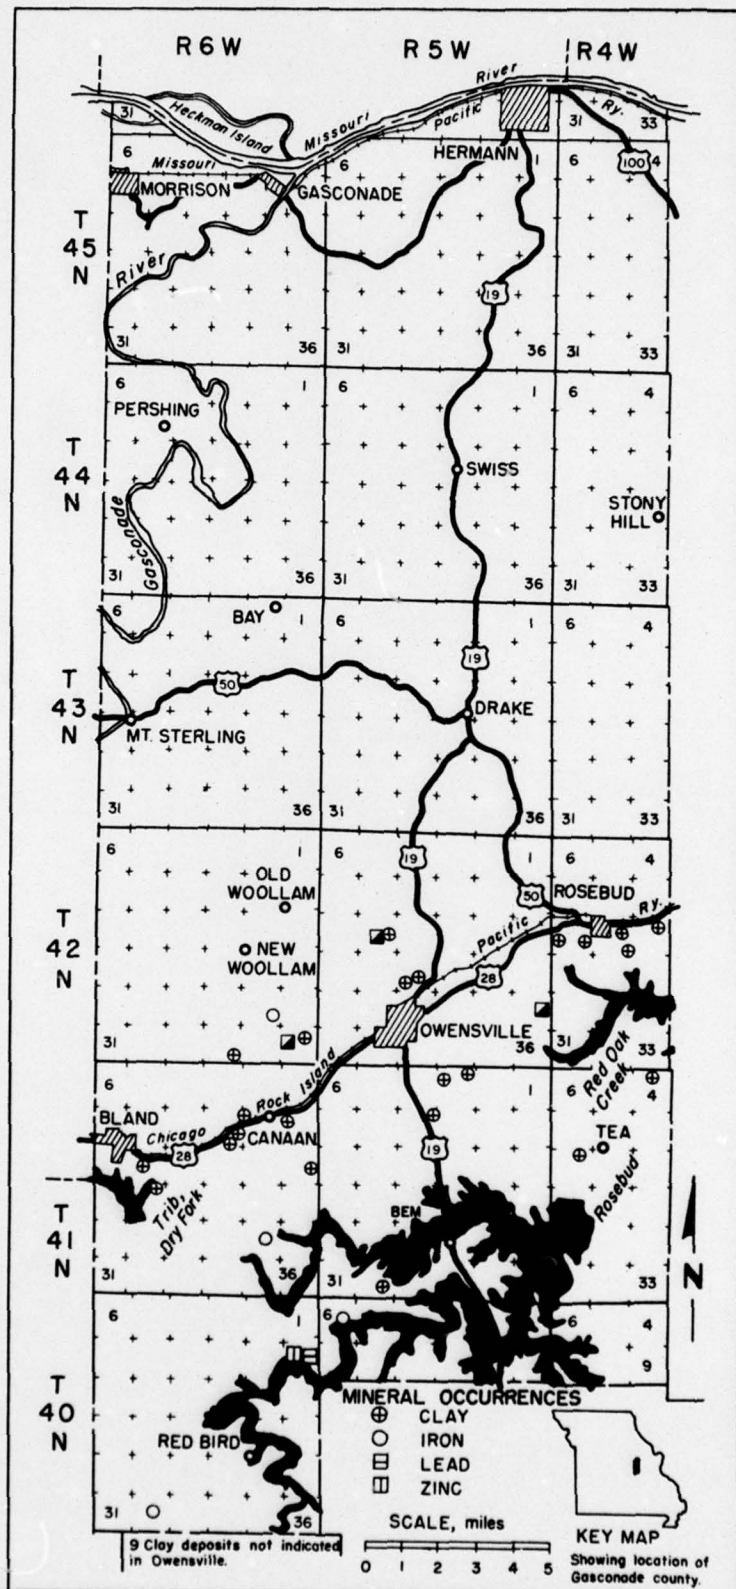 R 6 W R 5 W R 4 W
River
31 Heckmon Island Missouri Pacific Ry. 31 33
6 Missouri 6 HERMANN 1 100 4
MORRISON GASCONADE
T
45
N
River
19
31 36 31 36 31 33
6 1 6 1 6 4
PERSHING
T
44
N
SWISS
STONY
HILL
Gasconade
31 36 31 36 31 33
6 BAY 1 6 1 6 4
19
50
T
43
N
DRAKE
MT. STERLING
31 36 31 36 31 33
6 1 6 19 1 6 4
OLD
WOOLLAM
50 ROSEBUD
Ry.
T
42
N
NEW
WOOLLAM
Pacific
28
OWENSVILLE
31 36 31 33
Red Oak
Creek
6 6 1 6 4
Rock Island
BLAND
Chicago
CANAAN
28
19
TEA
Rosebud
Trib.
Dry Fork
BEM
T
41
N
31 36 31 33
N
6 1 6 6 4
9
T
40
N
RED BIRD
31 36
MINERAL OCCURRENCES
CLAY
IRON
LEAD
ZINC
SCALE, miles
0 1 2 3 4 5
9 Clay deposits not indicated
in Owensville.
KEY MAP
Showing location of
Gasconade county.